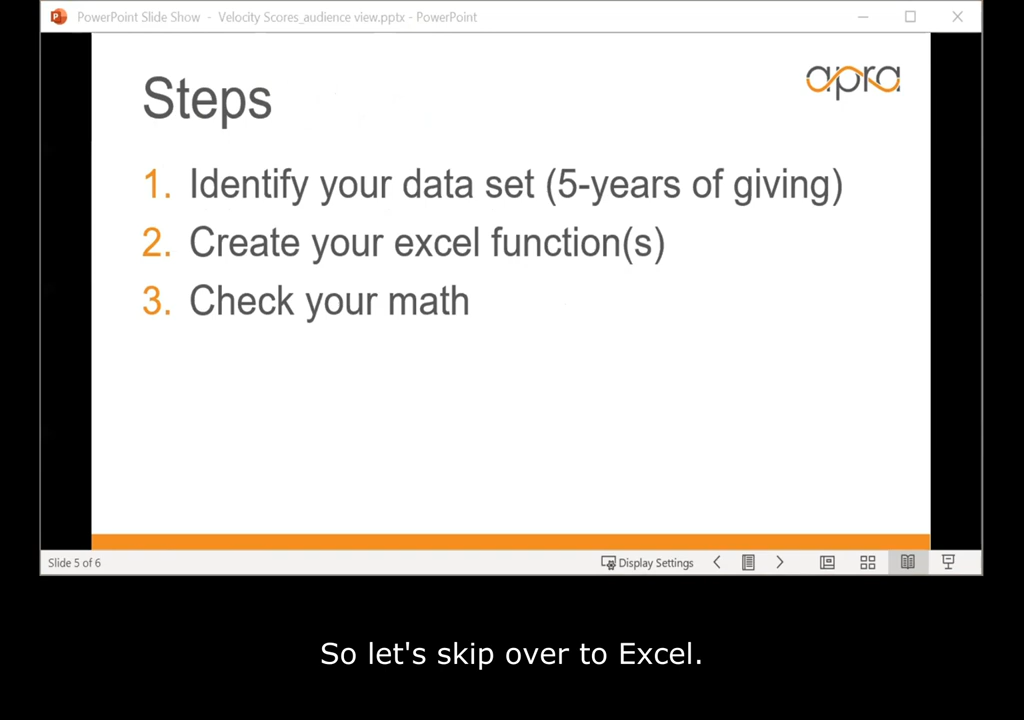 PowerPoint Slide Show - Velocity Scores_audience view.pptx - PowerPoint
apra
Steps
1. Identify your data set (5-years of giving)
2. Create your excel function(s)
3. Check your math
Slide 5 of 6
Display Settings
So let's skip over to Excel.